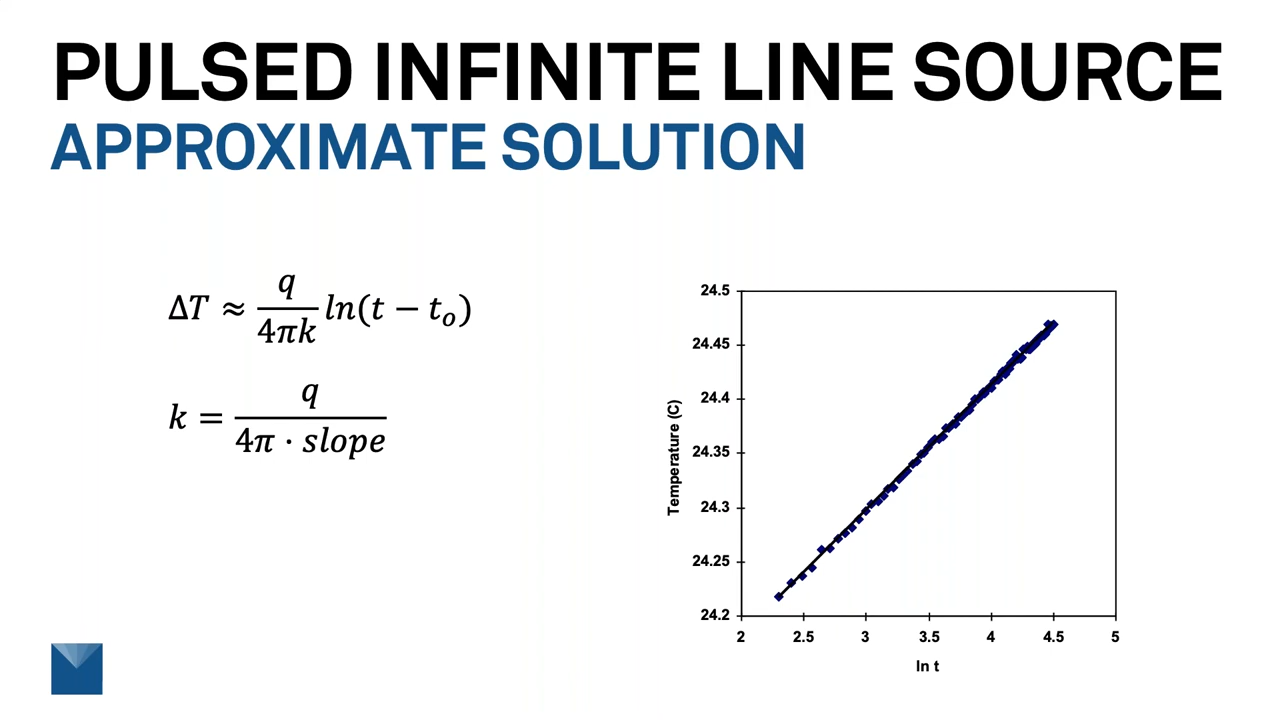 PULSED INFINITE LINE SOURCE
APPROXIMATE SOLUTION
ΔT ≈ q/4πk ln(t − tₒ)
k = q/4π · slope
24.5
24.45
24.4
24.35
24.3
24.25
24.2
Temperature (C)
2 2.5 3 3.5 4 4.5 5
ln t